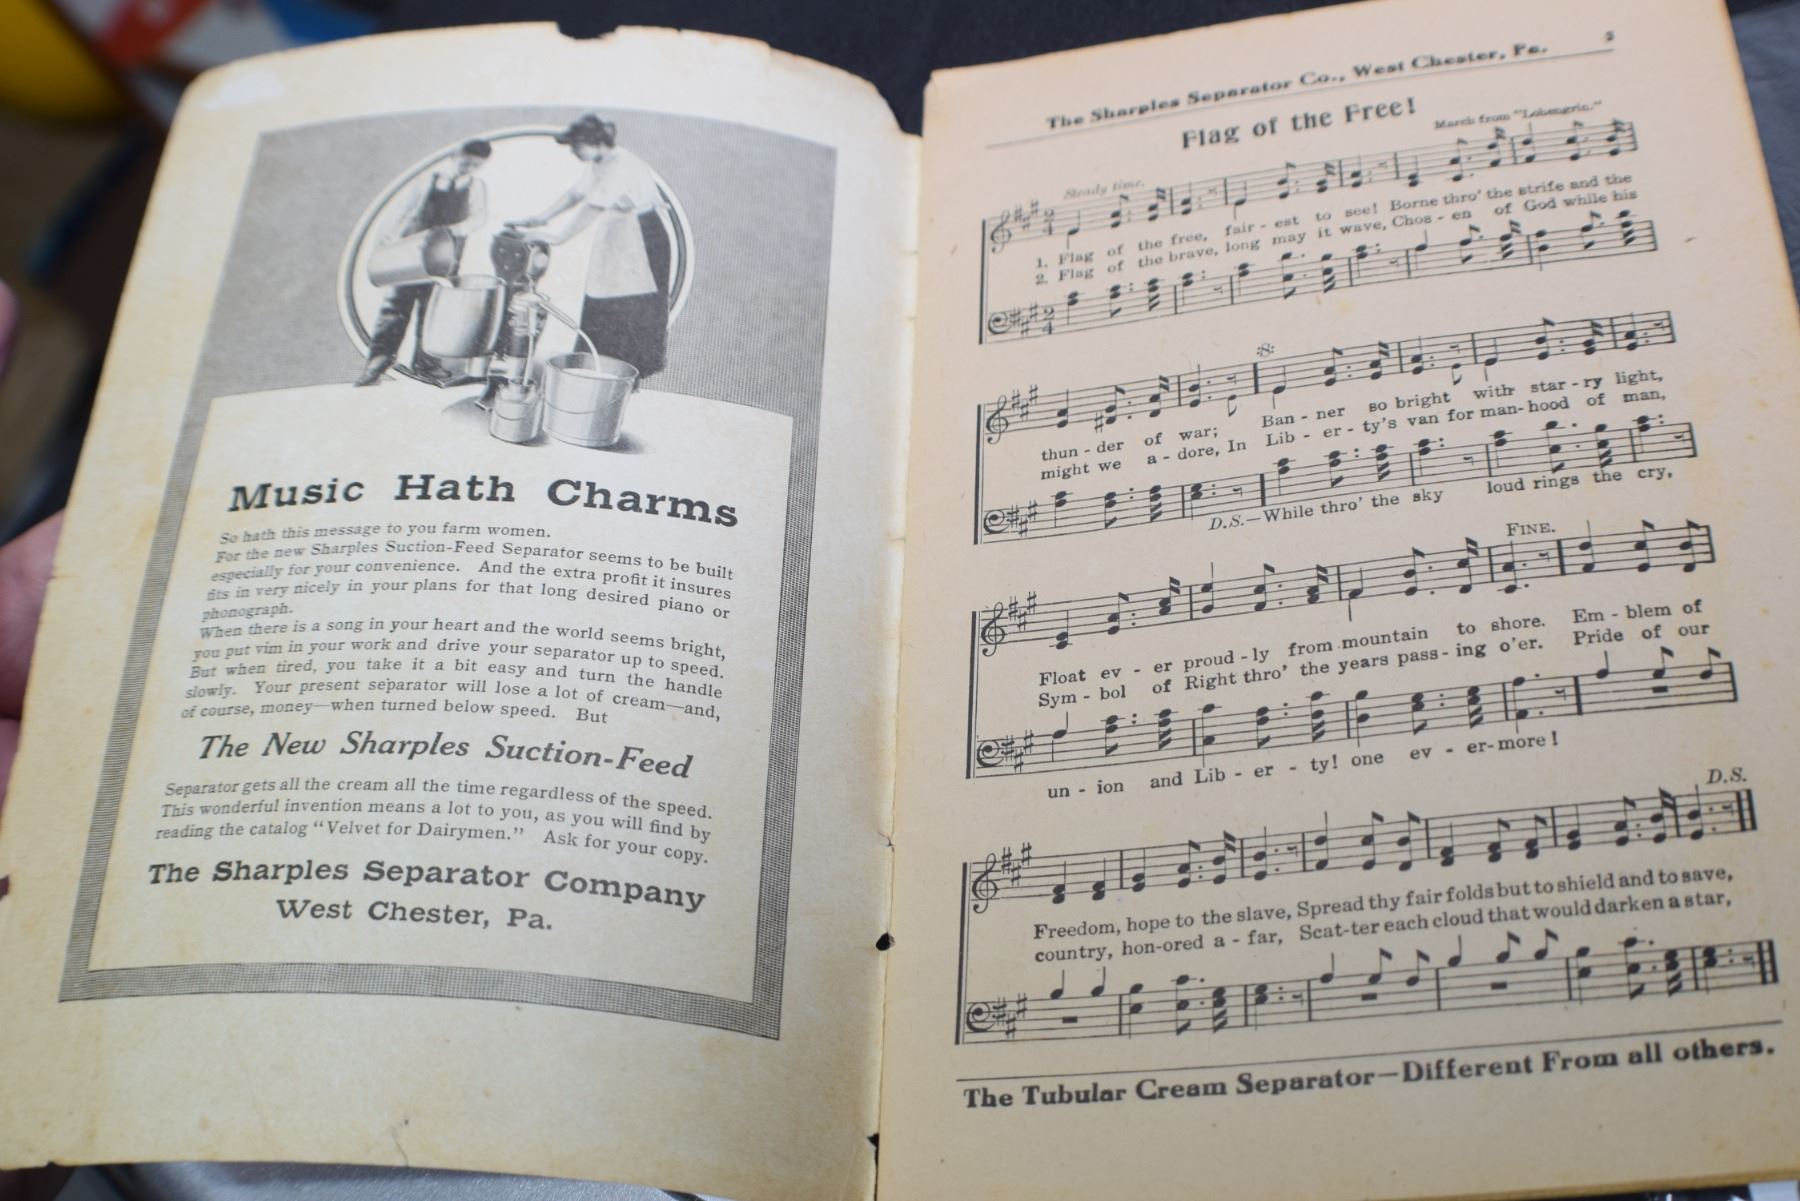 Music Hath Charms
So hath this message to you farm women.
For the new Sharples Suction-Feed Separator seems to be built
especially for your convenience. And the extra profit it insures
fits in very nicely in your plans for that long desired piano or
phonograph.
When there is a song in your heart and the world seems bright,
you put vim in your work and drive your separator up to speed.
But when tired, you take it a bit easy and turn the handle
slowly. Your present separator will lose a lot of cream—and,
of course, money—when turned below speed. But
The New Sharples Suction-Feed
Separator gets all the cream all the time regardless of the speed.
This wonderful invention means a lot to you, as you will find by
reading the catalog "Velvet for Dairymen." Ask for your copy.
The Sharples Separator Company
West Chester, Pa.
The Sharples Separator Co., West Chester, Pa. 5
Flag of the Free!
March from "Lohengrin."
Steady time.
1. Flag of the free, fair - est to see! Borne thro' the strife and the
2. Flag of the brave, long may it wave, Chos - en of God while his
thun - der of war; Ban - ner so bright with star - ry light,
might we a - dore, In Lib - er - ty's van for man - hood of man,
D.S.—While thro' the sky loud rings the cry,
FINE.
Float ev - er proud - ly from mountain to shore. Em - blem of
Sym - bol of Right thro' the years pass - ing o'er. Pride of our
un - ion and Lib - er - ty! one ev - er - more!
D.S.
Freedom, hope to the slave, Spread thy fair folds but to shield and to save,
country, hon-ored a - far, Scat-ter each cloud that would darken a star,
The Tubular Cream Separator—Different From all others.